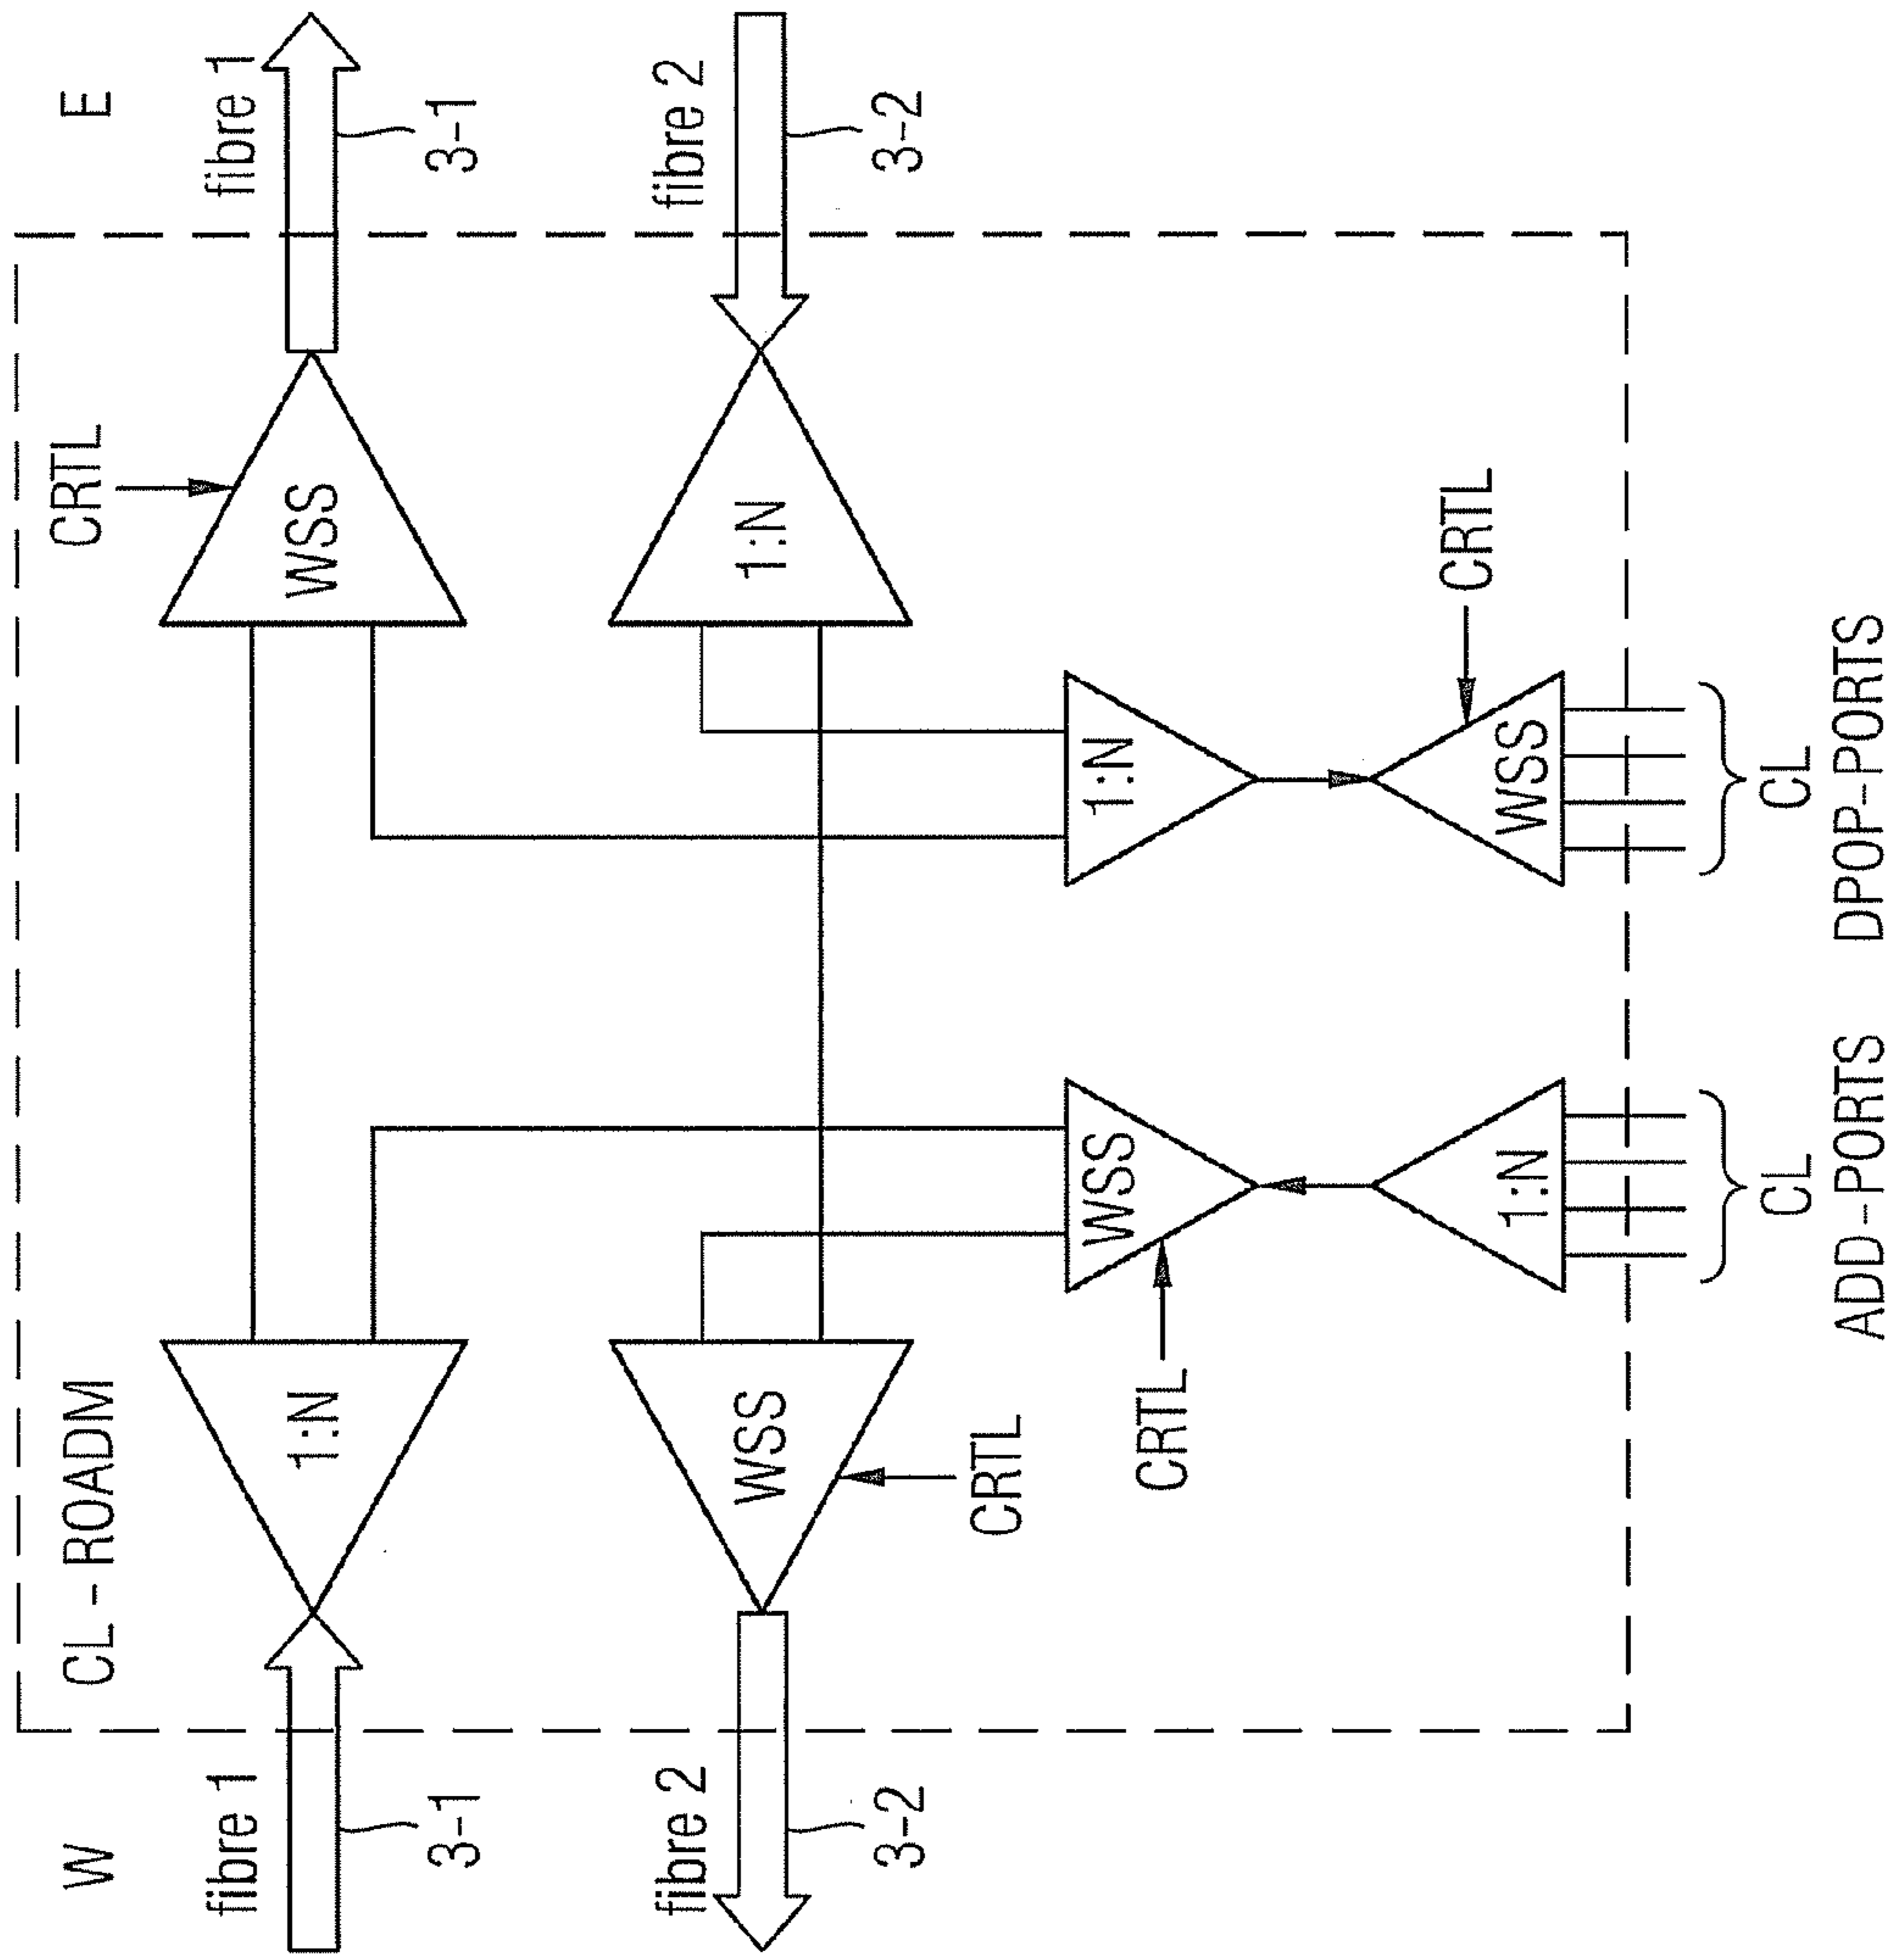 W
CL-ROADM
CRTL
E
fibre 1
fibre 1
1:N
WSS
3-1
3-1
fibre 2
fibre 2
WSS
1:N
3-2
3-2
CRTL
WSS
1:N
CRTL
CRTL
1:N
WSS
CL
CL
ADD-PORTS
DPOP-PORTS